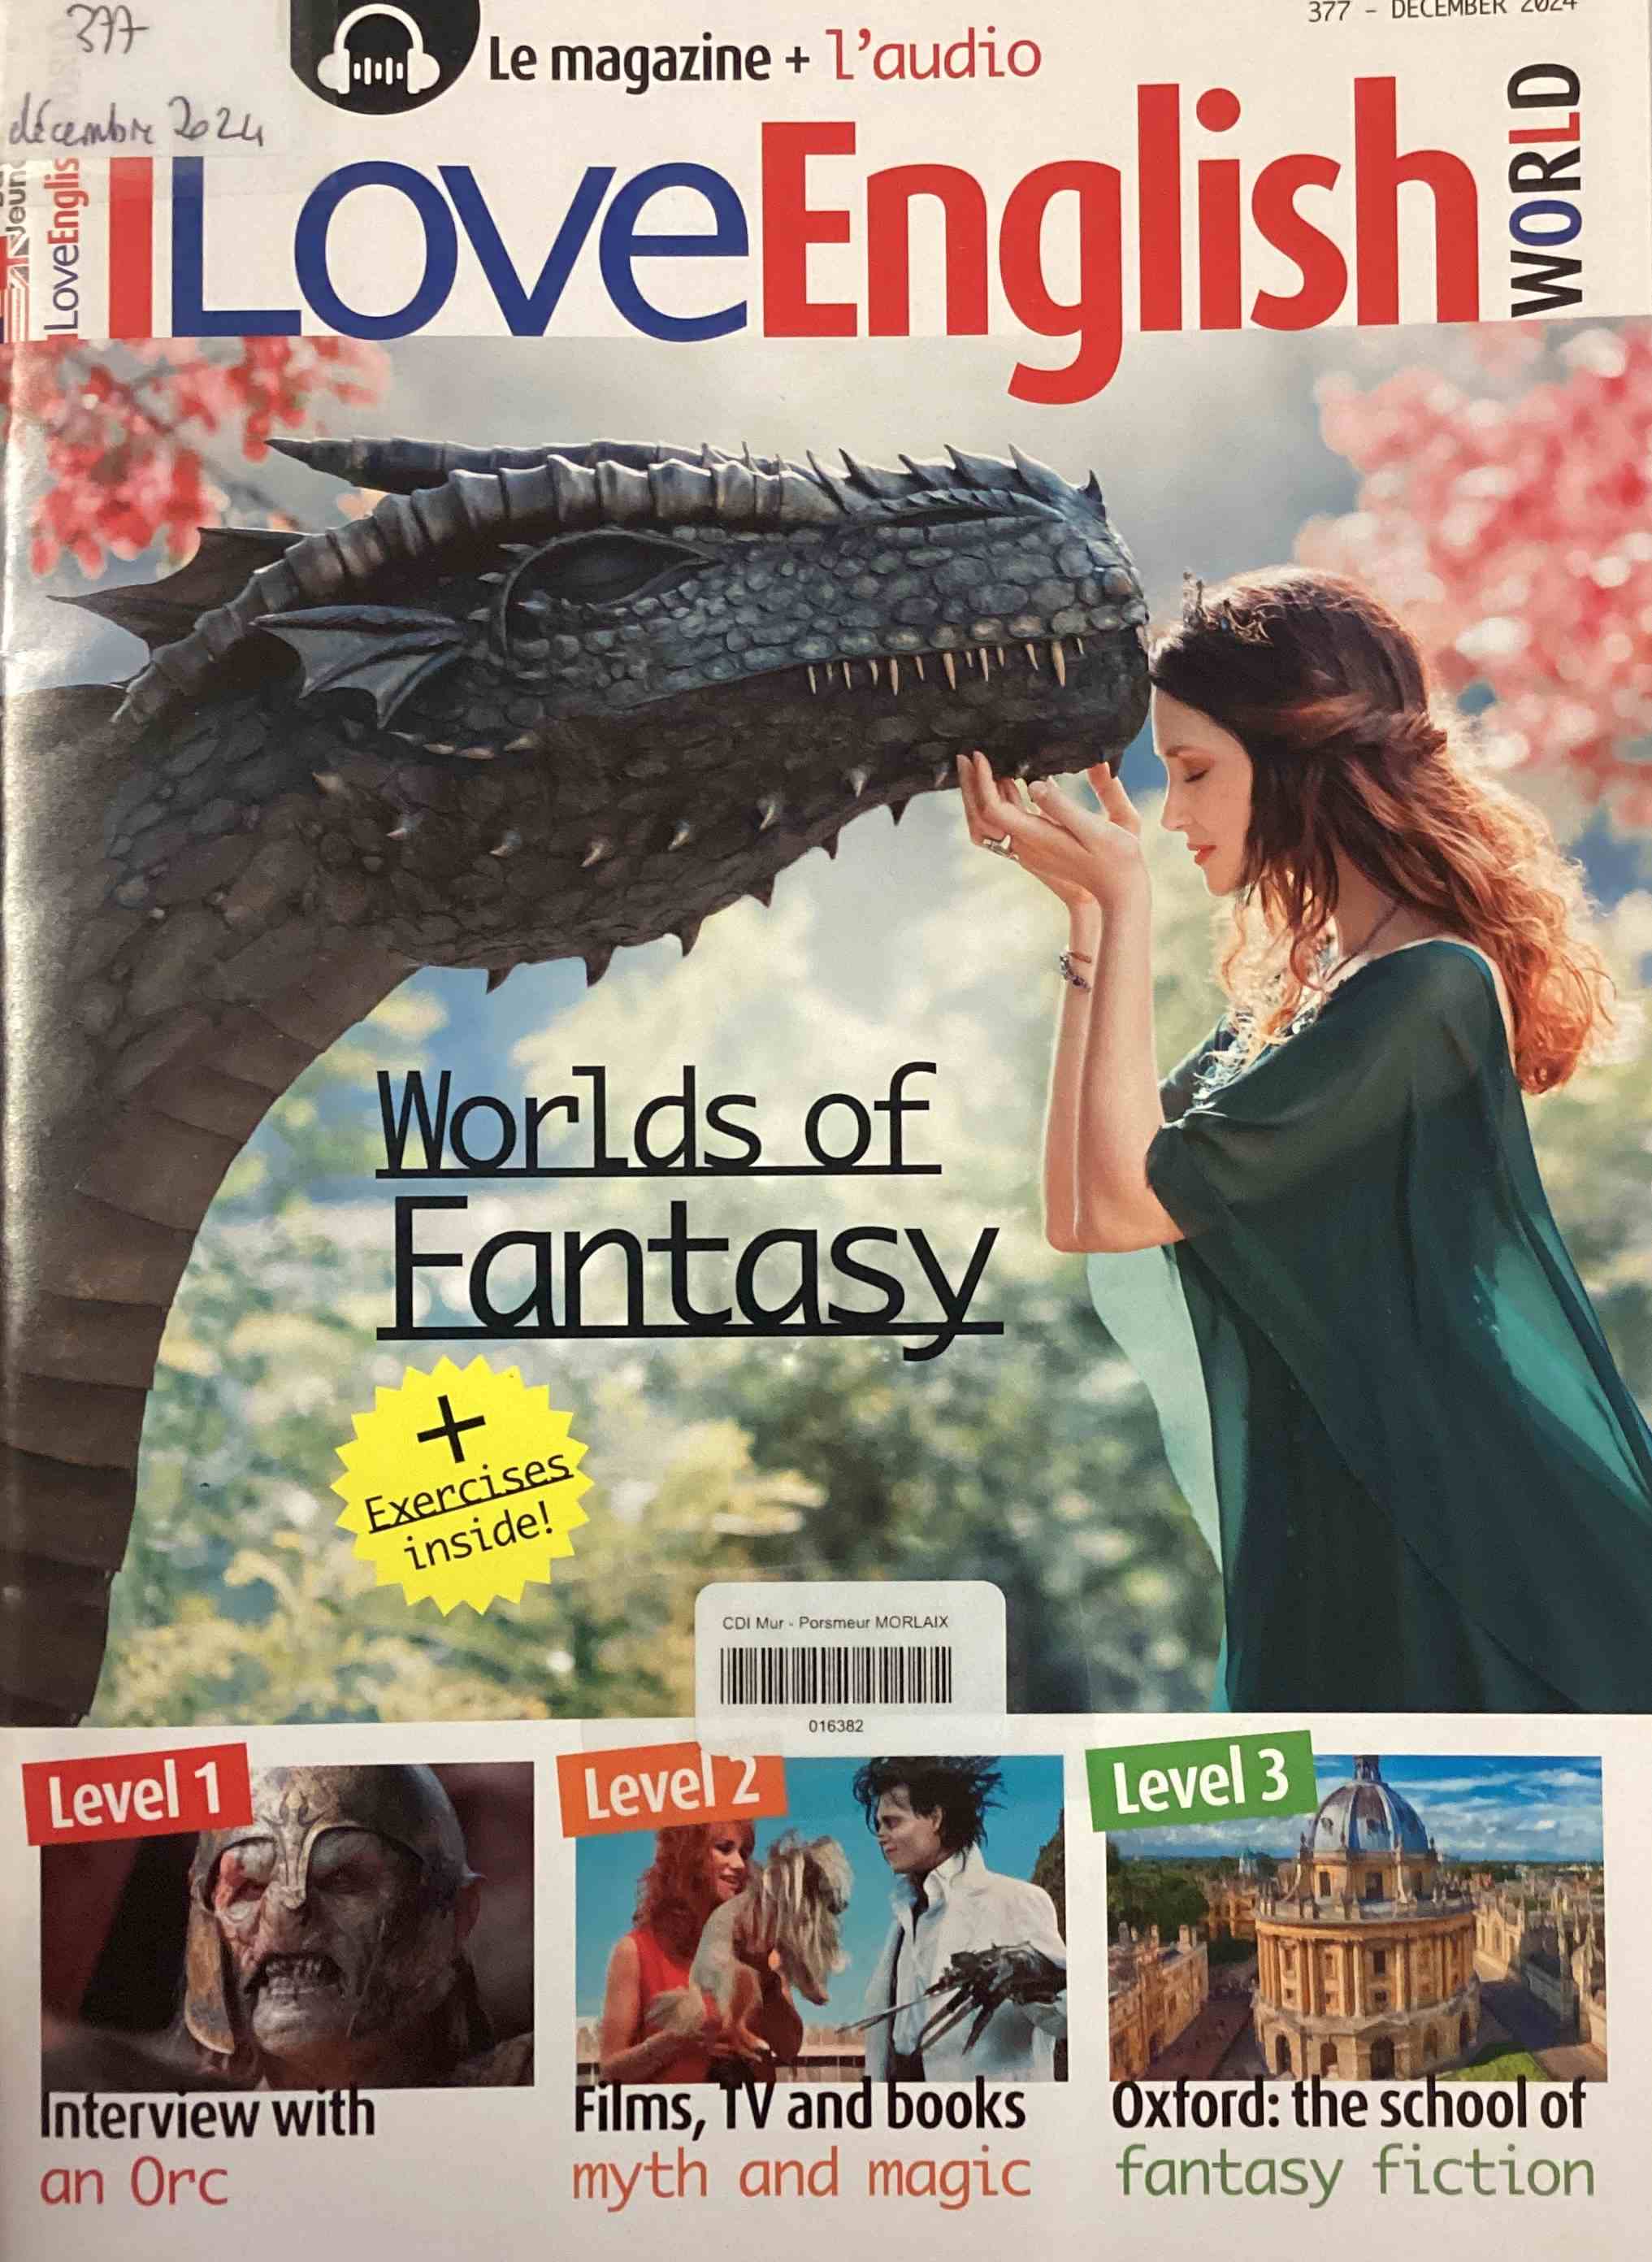 377
décembre 2024
377 - DECEMBER 2024
Le magazine + l'audio
ILoveEnglish
WORLD
iLoveEnglis
Worlds of
Fantasy
+
Exercises
inside!
CDI Mur - Porsmeur MORLAIX
016382
Level 1
Interview with
an Orc
Level 2
Films, TV and books
myth and magic
Level 3
Oxford: the school of
fantasy fiction